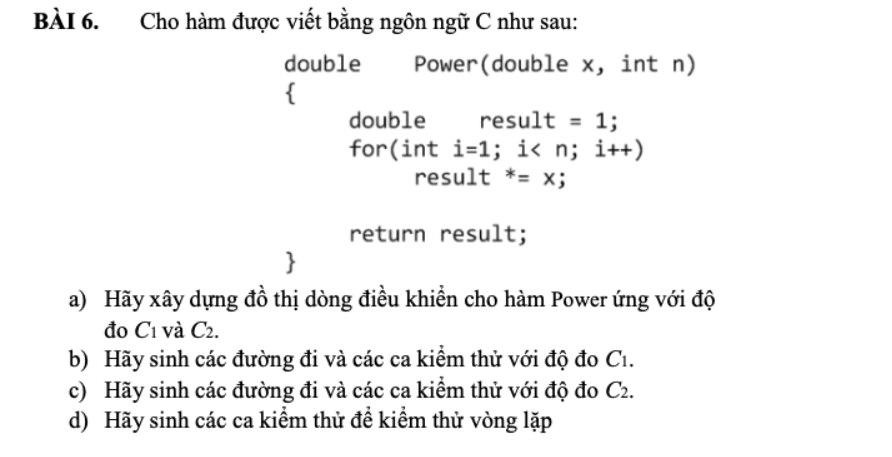 BÀI 6. Cho hàm được viết bằng ngôn ngữ C như sau:
double Power(double x, int n)
{
double result = 1;
for(int i=1; i< n; i++)
result *= x;
return result;
}
a) Hãy xây dựng đồ thị dòng điều khiển cho hàm Power ứng với độ
đo C1 và C2.
b) Hãy sinh các đường đi và các ca kiểm thử với độ đo C1.
c) Hãy sinh các đường đi và các ca kiểm thử với độ đo C2.
d) Hãy sinh các ca kiểm thử để kiểm thử vòng lặp